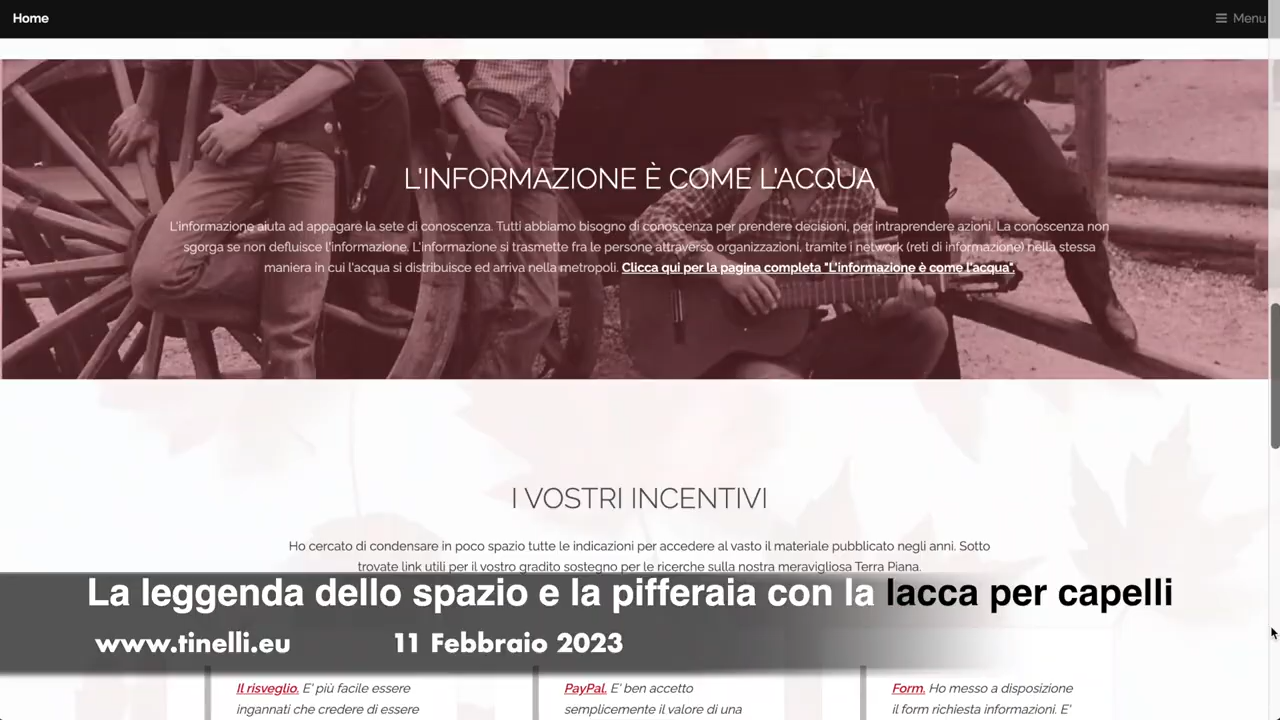 Home
Menu
L'INFORMAZIONE È COME L'ACQUA
L'informazione aiuta ad appagare la sete di conoscenza. Tutti abbiamo bisogno di conoscenza per prendere decisioni, per intraprendere azioni. La conoscenza non
sgorga se non defluisce l'informazione. L'informazione si trasmette fra le persone attraverso organizzazioni, tramite i network (reti di informazione) nella stessa
maniera in cui l'acqua si distribuisce ed arriva nella metropoli. Clicca qui per la pagina completa "L'informazione è come l'acqua".
I VOSTRI INCENTIVI
Ho cercato di condensare in poco spazio tutte le indicazioni per accedere al vasto il materiale pubblicato negli anni. Sotto
trovate link utili per il vostro gradito sostegno per le ricerche sulla nostra meravigliosa Terra Piana.
La leggenda dello spazio e la pifferaia con la lacca per capelli
www.tinelli.eu 11 Febbraio 2023
Il risveglio. E' più facile essere
ingannati che credere di essere
PayPal. E' ben accetto
semplicemente il valore di una
Form. Ho messo a disposizione
il form richiesta informazioni. E'